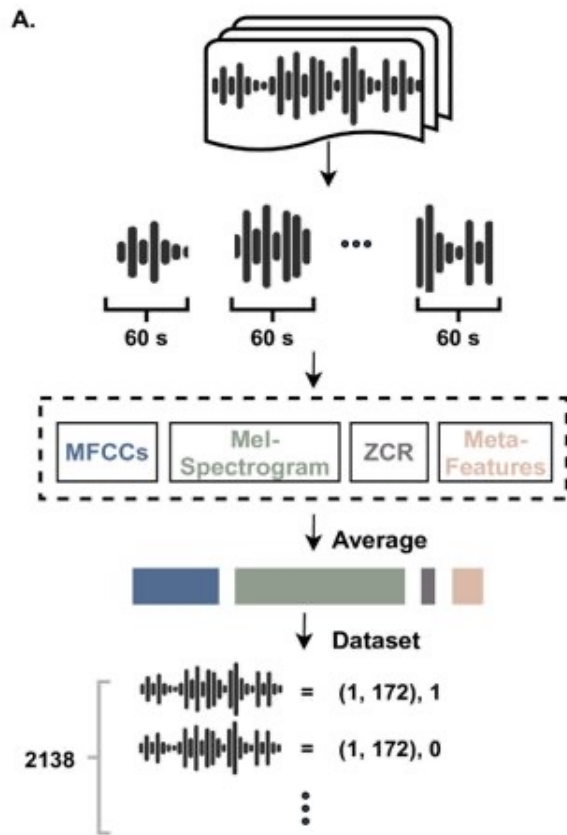 A.
60 s 60 s 60 s
MFCCs Mel-Spectrogram ZCR Meta-Features
Average
Dataset
= (1, 172), 1
2138
= (1, 172), 0